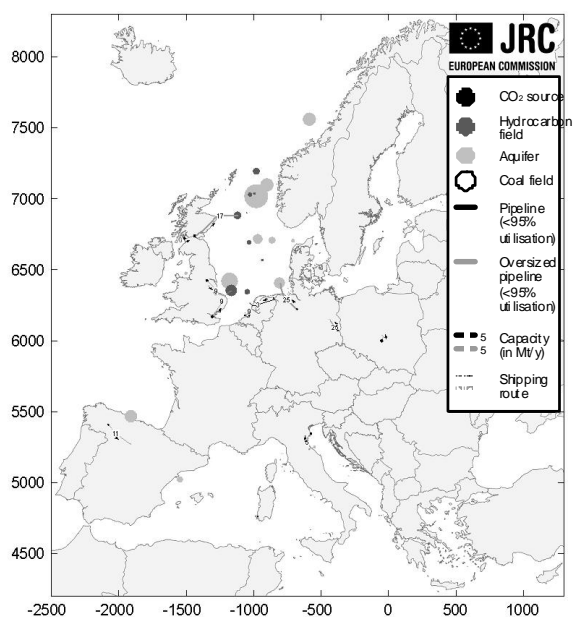 8000
7500
7000
6500
6000
5500
5000
4500
-2500
-2000
-1500
-1000
-500
0
500
1000
JRC
EUROPEAN COMMISSION
CO₂ source
Hydrocarbon
field
Aquifer
Coal field
Pipeline
(<95%
utilisation)
Oversized
pipeline
(<95%
utilisation)
5 Capacity
5 (in Mt/y)
Shipping
route
17
9
9
9
25
11